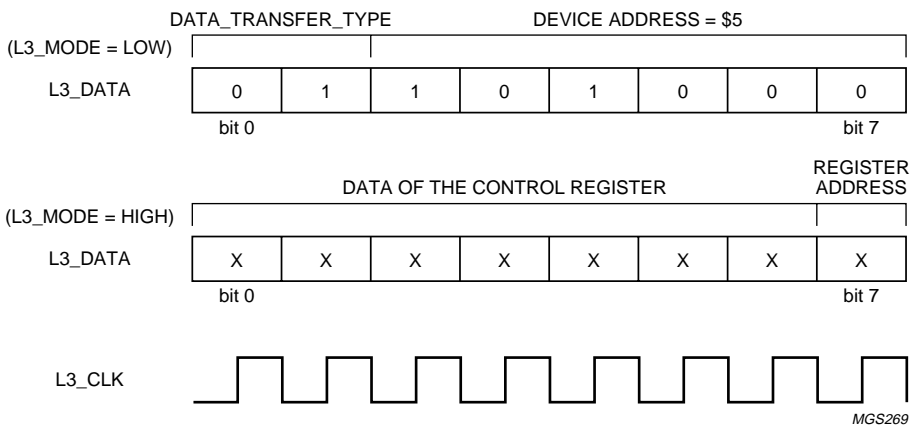 DATA_TRANSFER_TYPE DEVICE ADDRESS = $5
(L3_MODE = LOW)
L3_DATA 0 1 1 0 1 0 0 0
bit 0 bit 7
REGISTER
DATA OF THE CONTROL REGISTER ADDRESS
(L3_MODE = HIGH)
L3_DATA X X X X X X X X
bit 0 bit 7
L3_CLK
MGS269